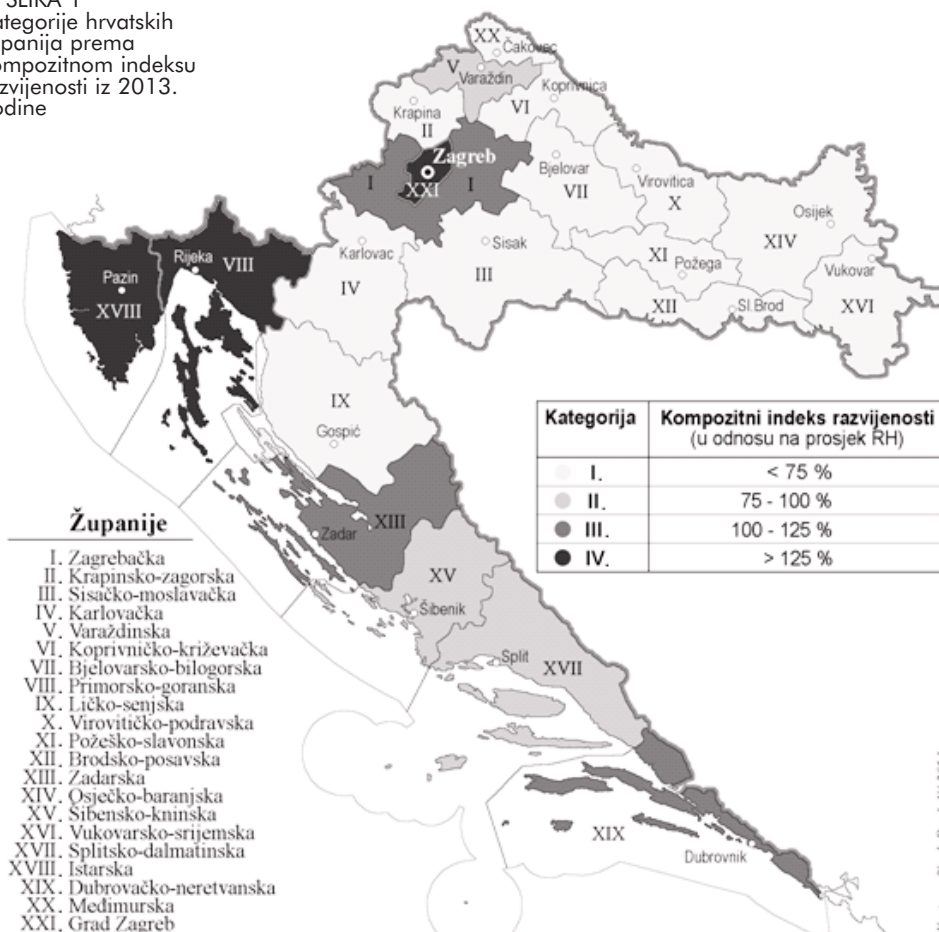 SLIKA 1
ategorije hrvatskih
panija prema
ompozitnom indeksu
zvijenosti iz 2013.
odine
XX
Čakovec
V
Varaždin
Koprivnica
VI
Krapina
II
Zagreb
I
XXI
I
Bjelovar
VII
Virovitica
X
Osijek
XIV
Karlovac
IV
Sisak
III
XI
Požega
XII
Sl.Brod
Vukovar
XVI
Rijeka
VIII
Pazin
XVIII
IX
Gospić
Kategorija Kompozitni indeks razvijenosti
(u odnosu na prosjek RH)
I. < 75 %
II. 75 - 100 %
III. 100 - 125 %
IV. > 125 %
XIII
Zadar
XV
Šibenik
Split
XVII
XIX
Dubrovnik
Županije
I. Zagrebačka
II. Krapinsko-zagorska
III. Sisačko-moslavačka
IV. Karlovačka
V. Varaždinska
VI. Koprivničko-križevačka
VII. Bjelovarsko-bilogorska
VIII. Primorsko-goranska
IX. Ličko-senjska
X. Virovitičko-podravska
XI. Požeško-slavonska
XII. Brodsko-posavska
XIII. Zadarska
XIV. Osječko-baranjska
XV. Šibensko-kninska
XVI. Vukovarsko-srijemska
XVII. Splitsko-dalmatinska
XVIII. Istarska
XIX. Dubrovačko-neretvanska
XX. Međimurska
XXI. Grad Zagreb